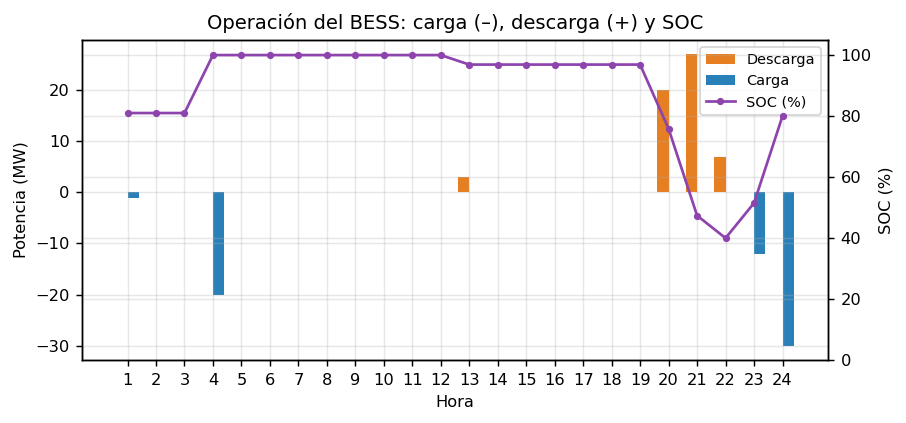 Operación del BESS: carga (–), descarga (+) y SOC
Potencia (MW)
20
10
0
−10
−20
−30
Descarga
Carga
SOC (%)
100
80
60
40
20
0
SOC (%)
1 2 3 4 5 6 7 8 9 10 11 12 13 14 15 16 17 18 19 20 21 22 23 24
Hora